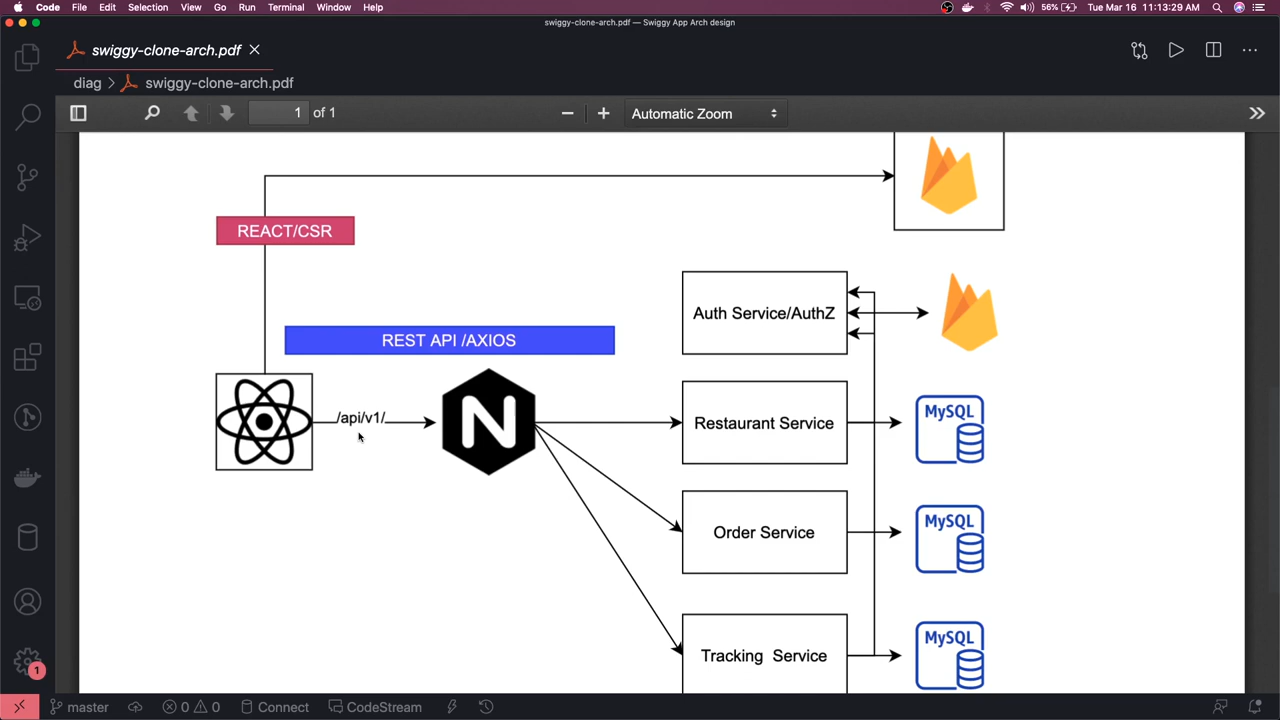 Code File Edit Selection View Go Run Terminal Window Help 56% Tue Mar 16 11:13:29 AM
swiggy-clone-arch.pdf — Swiggy App Arch design
swiggy-clone-arch.pdf
diag > swiggy-clone-arch.pdf
1 of 1 Automatic Zoom
REACT/CSR
Auth Service/AuthZ
REST API /AXIOS
/api/v1/
N
Restaurant Service
MySQL
Order Service
MySQL
Tracking Service
MySQL
1
master 0 0 Connect CodeStream